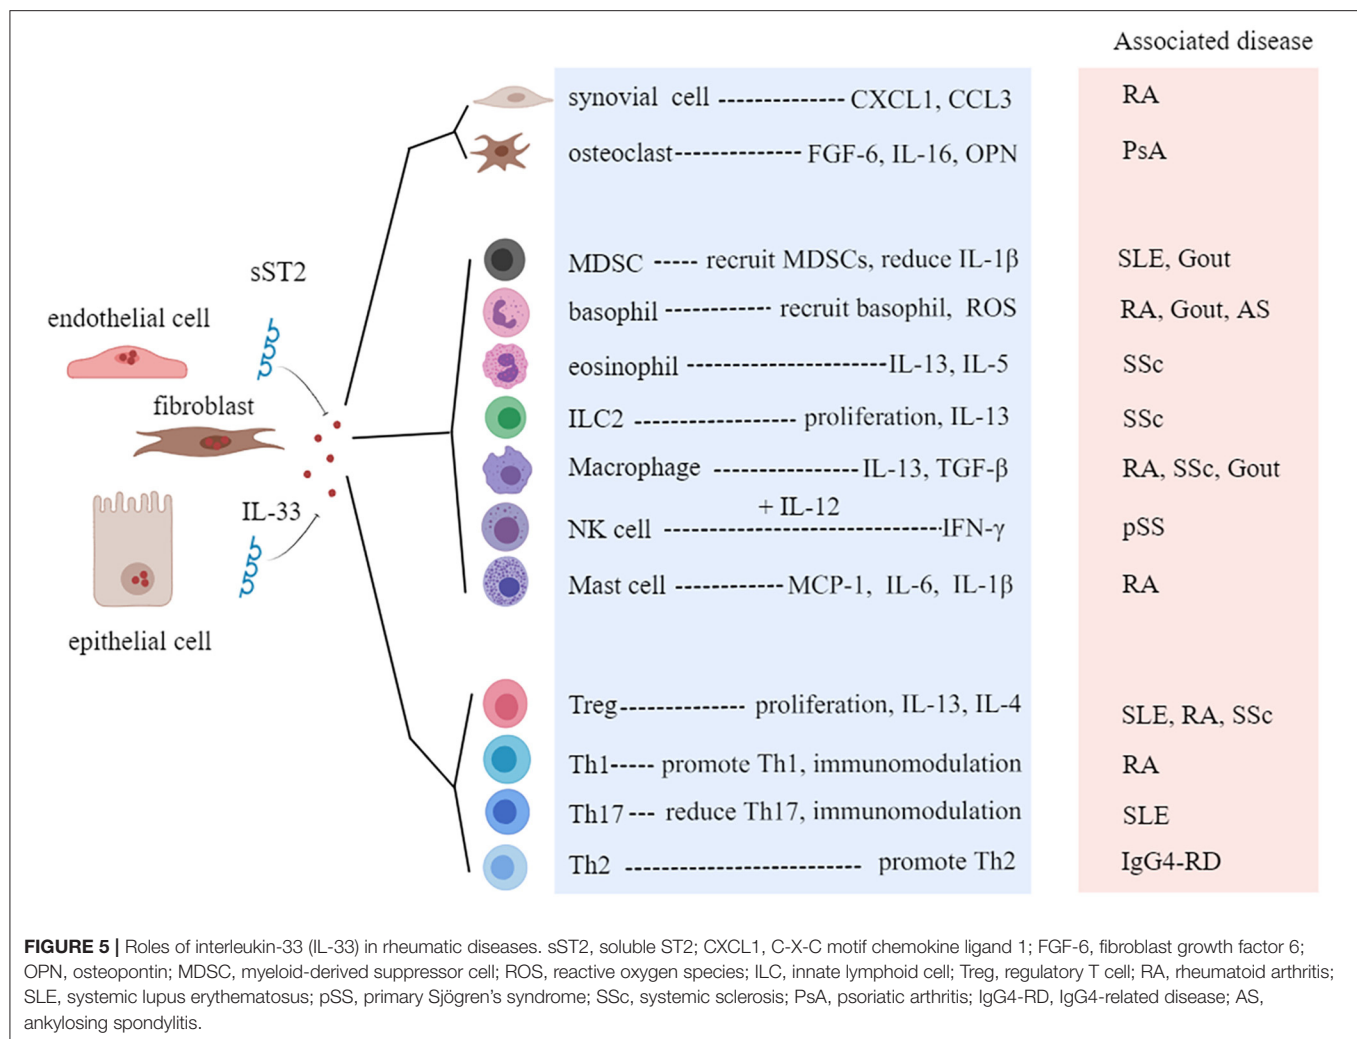 Associated disease
synovial cell -------------- CXCL1, CCL3
RA
osteoclast-------------- FGF-6, IL-16, OPN
PsA
MDSC ----- recruit MDSCs, reduce IL-1β
SLE, Gout
basophil ------------ recruit basophil, ROS
RA, Gout, AS
eosinophil -----------------------IL-13, IL-5
SSc
ILC2 ------------------ proliferation, IL-13
SSc
Macrophage ----------------IL-13, TGF-β
RA, SSc, Gout
+ IL-12
NK cell -------------------------------IFN-γ
pSS
Mast cell ------------MCP-1, IL-6, IL-1β
RA
Treg-------------- proliferation, IL-13, IL-4
SLE, RA, SSc
Th1----- promote Th1, immunomodulation
RA
Th17--- reduce Th17, immunomodulation
SLE
Th2 -------------------------- promote Th2
IgG4-RD
sST2
endothelial cell
fibroblast
IL-33
epithelial cell
FIGURE 5 | Roles of interleukin-33 (IL-33) in rheumatic diseases. sST2, soluble ST2; CXCL1, C-X-C motif chemokine ligand 1; FGF-6, fibroblast growth factor 6;
OPN, osteopontin; MDSC, myeloid-derived suppressor cell; ROS, reactive oxygen species; ILC, innate lymphoid cell; Treg, regulatory T cell; RA, rheumatoid arthritis;
SLE, systemic lupus erythematosus; pSS, primary Sjögren's syndrome; SSc, systemic sclerosis; PsA, psoriatic arthritis; IgG4-RD, IgG4-related disease; AS,
ankylosing spondylitis.